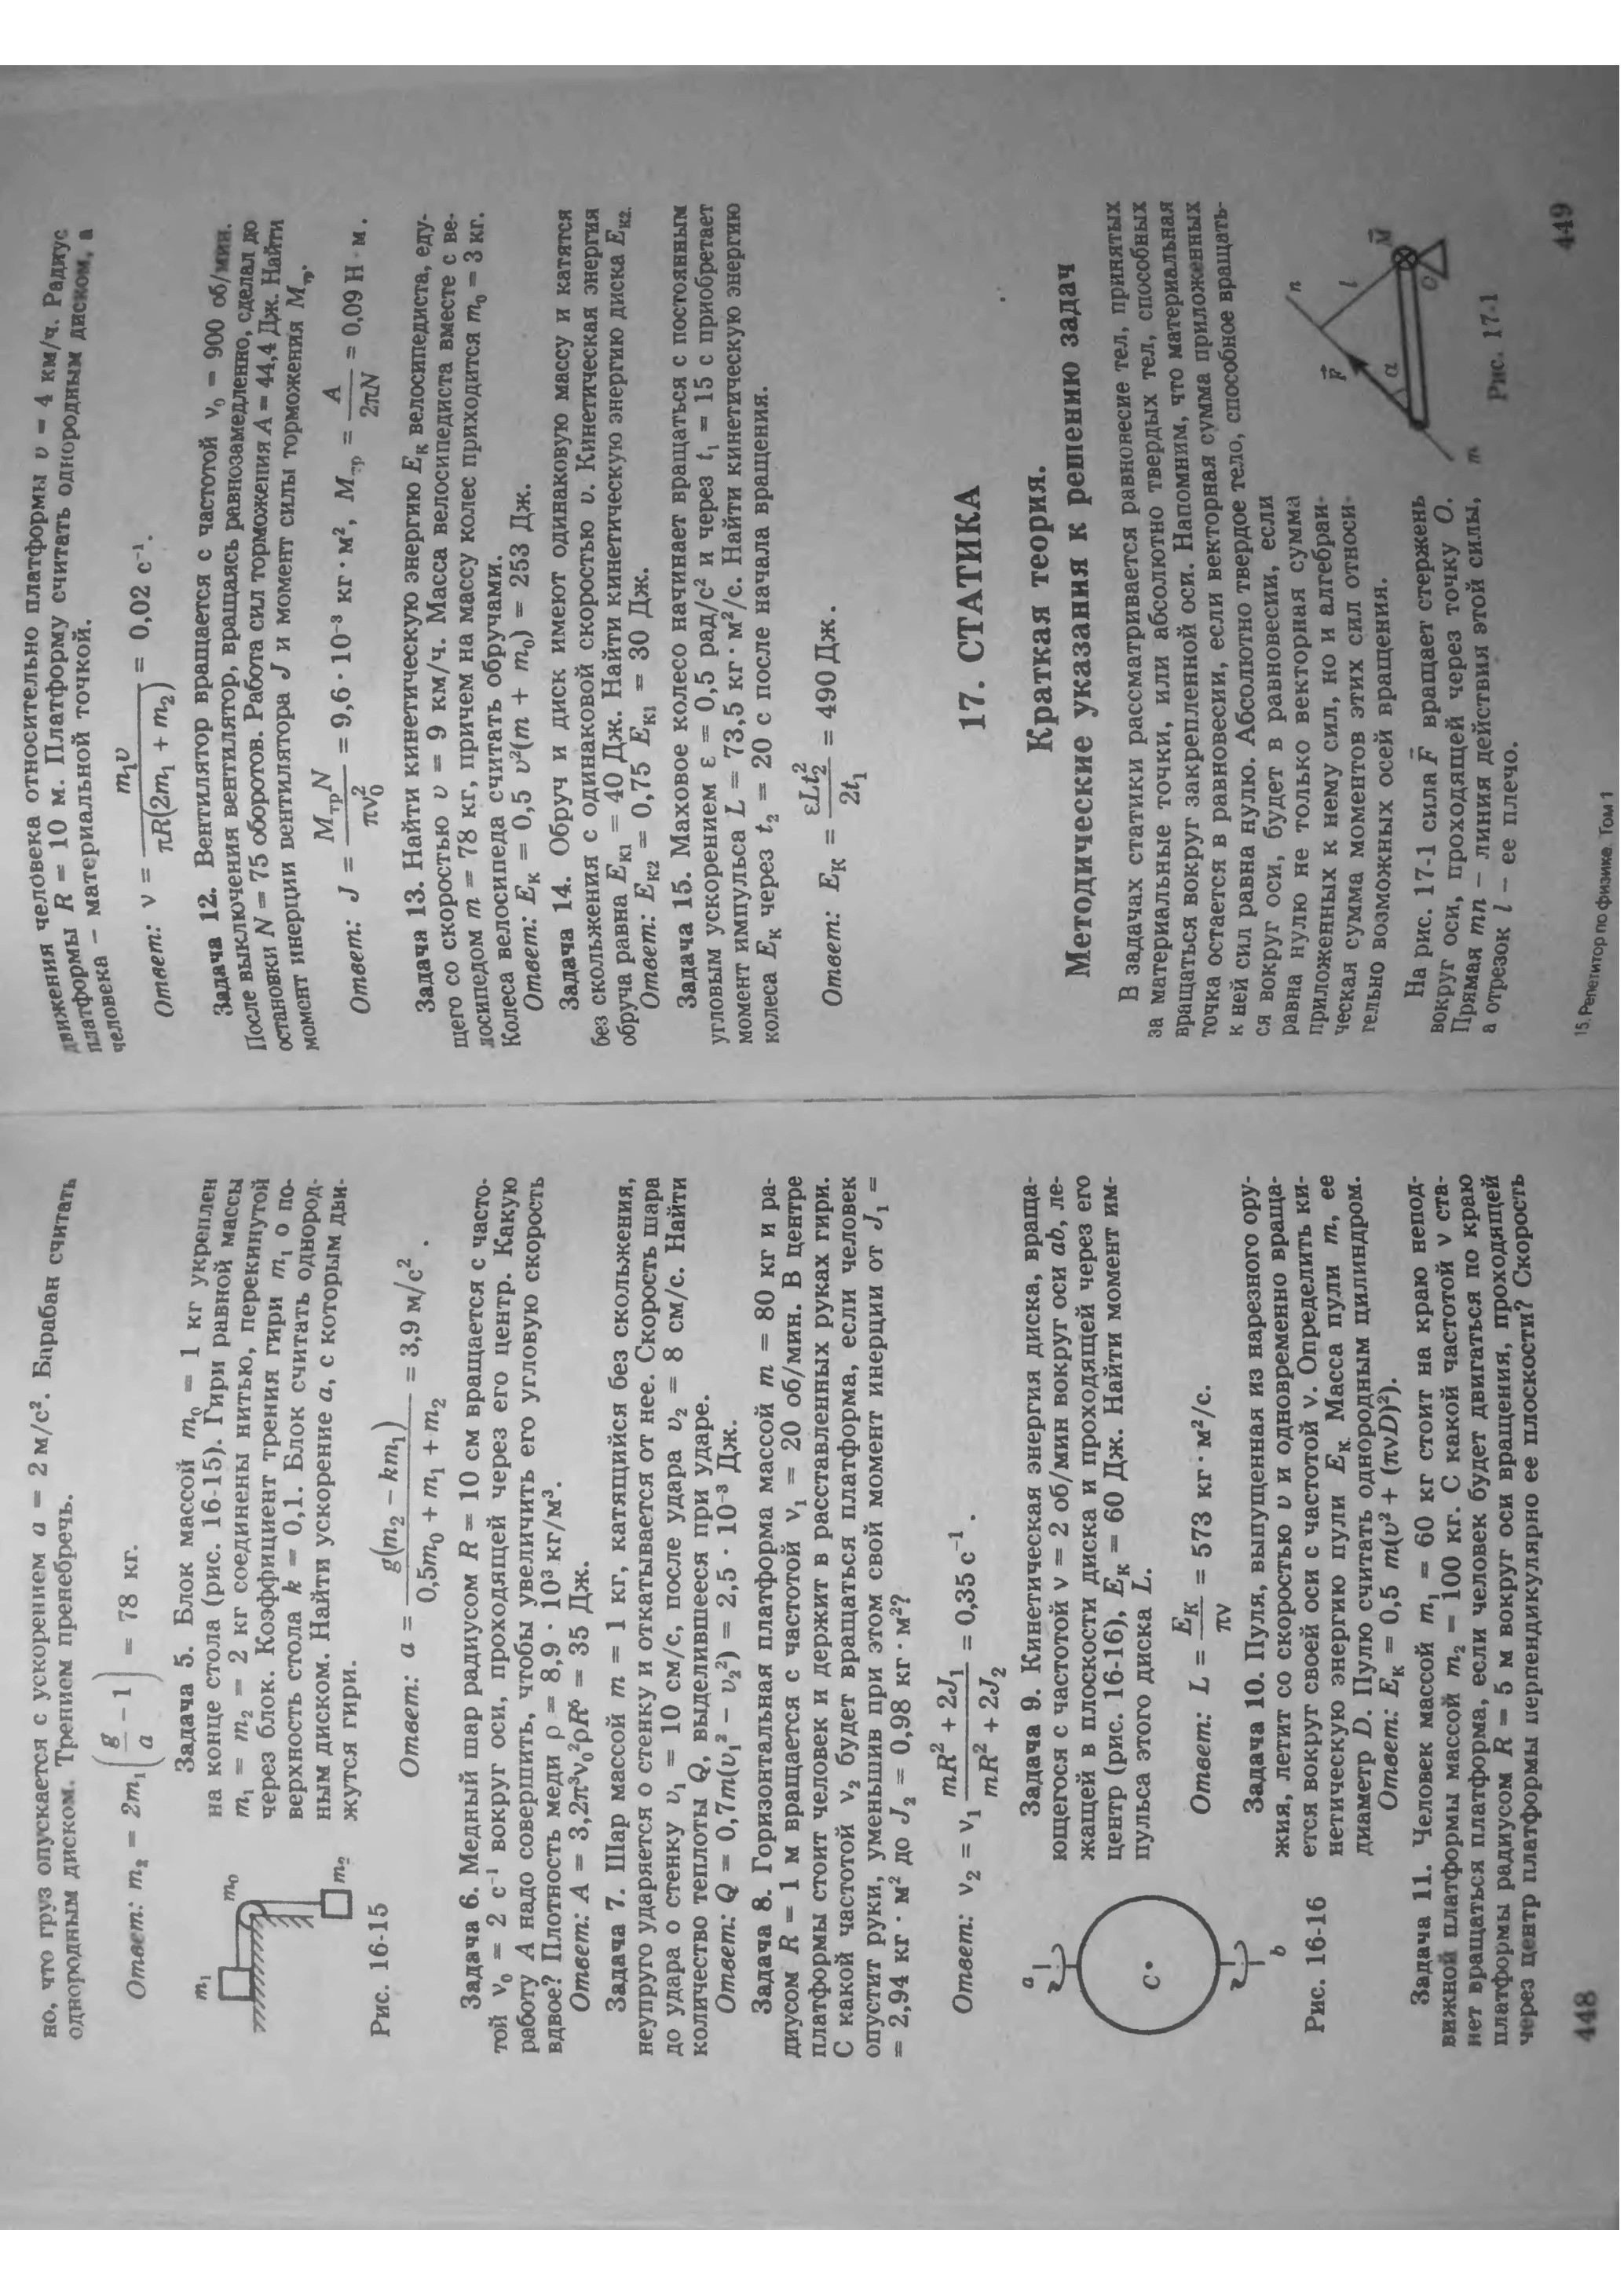 но, что груз опускается с ускорением a = 2 м/с². Барабан считать
однородным диском. Трением пренебречь.
Ответ: m₂ = 2m₁(g/a − 1) = 78 кг.
m₁
m₀
m₂
Рис. 16-15
Задача 5. Блок массой m₀ = 1 кг укреплен
на конце стола (рис. 16-15). Гири равной массы
m₁ = m₂ = 2 кг соединены нитью, перекинутой
через блок. Коэффициент трения гири m₁ о по-
верхность стола k = 0,1. Блок считать однород-
ным диском. Найти ускорение a, с которым дви-
жутся гири.
Ответ: a = g(m₂ − km₁) / (0,5m₀ + m₁ + m₂) = 3,9 м/с² .
Задача 6. Медный шар радиусом R = 10 см вращается с часто-
той ν₀ = 2 с⁻¹ вокруг оси, проходящей через его центр. Какую
работу A надо совершить, чтобы увеличить его угловую скорость
вдвое? Плотность меди ρ = 8,9 · 10³ кг/м³.
Ответ: A = 3,2π³ν₀²ρR⁵ = 35 Дж.
Задача 7. Шар массой m = 1 кг, катящийся без скольжения,
неупруго ударяется о стенку и откатывается от нее. Скорость шара
до удара о стенку υ₁ = 10 см/с, после удара υ₂ = 8 см/с. Найти
количество теплоты Q, выделившееся при ударе.
Ответ: Q = 0,7m(υ₁² − υ₂²) = 2,5 · 10⁻³ Дж.
Задача 8. Горизонтальная платформа массой m = 80 кг и ра-
диусом R = 1 м вращается с частотой ν₁ = 20 об/мин. В центре
платформы стоит человек и держит в расставленных руках гири.
С какой частотой ν₂ будет вращаться платформа, если человек
опустит руки, уменьшив при этом свой момент инерции от J₁ =
= 2,94 кг · м² до J₂ = 0,98 кг · м²?
Ответ: ν₂ = ν₁ (mR² + 2J₁) / (mR² + 2J₂) = 0,35 с⁻¹ .
a
C
b
Рис. 16-16
Задача 9. Кинетическая энергия диска, враща-
ющегося с частотой ν = 2 об/мин вокруг оси ab, ле-
жащей в плоскости диска и проходящей через его
центр (рис. 16-16), Eк = 60 Дж. Найти момент им-
пульса этого диска L.
Ответ: L = Eк / πν = 573 кг · м²/с.
Задача 10. Пуля, выпущенная из нарезного ору-
жия, летит со скоростью υ и одновременно враща-
ется вокруг своей оси с частотой ν. Определить ки-
нетическую энергию пули Eк. Масса пули m, ее
диаметр D. Пулю считать однородным цилиндром.
Ответ: Eк = 0,5 m(υ² + (πνD)²).
Задача 11. Человек массой m₁ = 60 кг стоит на краю непод-
вижной платформы массой m₂ = 100 кг. С какой частотой ν ста-
нет вращаться платформа, если человек будет двигаться по краю
платформы радиусом R = 5 м вокруг оси вращения, проходящей
через центр платформы перпендикулярно ее плоскости? Скорость
448
движения человека относительно платформы υ = 4 км/ч. Радиус
платформы R = 10 м. Платформу считать однородным диском, а
человека – материальной точкой.
Ответ: ν = m₁υ / (πR(2m₁ + m₂)) = 0,02 с⁻¹.
Задача 12. Вентилятор вращается с частотой ν₀ = 900 об/мин.
После выключения вентилятор, вращаясь равнозамедленно, сделал до
остановки N = 75 оборотов. Работа сил торможения A = 44,4 Дж. Найти
момент инерции вентилятора J и момент силы торможения Mтр.
Ответ: J = MтрN / πν₀² = 9,6 · 10⁻³ кг · м², Mтр = A / 2πN = 0,09 Н · м .
Задача 13. Найти кинетическую энергию Eк велосипедиста, еду-
щего со скоростью υ = 9 км/ч. Масса велосипедиста вместе с ве-
лосипедом m = 78 кг, причем на массу колес приходится m₀ = 3 кг.
Колеса велосипеда считать обручами.
Ответ: Eк = 0,5 υ²(m + m₀) = 253 Дж.
Задача 14. Обруч и диск имеют одинаковую массу и катятся
без скольжения с одинаковой скоростью υ. Кинетическая энергия
обруча равна Eк1 = 40 Дж. Найти кинетическую энергию диска Eк2.
Ответ: Eк2 = 0,75 Eк1 = 30 Дж.
Задача 15. Маховое колесо начинает вращаться с постоянным
угловым ускорением ε = 0,5 рад/с² и через t₁ = 15 с приобретает
момент импульса L = 73,5 кг · м²/с. Найти кинетическую энергию
колеса Eк через t₂ = 20 с после начала вращения.
Ответ: Eк = εLt₂² / 2t₁ = 490 Дж .
17. СТАТИКА
Краткая теория.
Методические указания к решению задач
В задачах статики рассматривается равновесие тел, принятых
за материальные точки, или абсолютно твердых тел, способных
вращаться вокруг закрепленной оси. Напомним, что материальная
точка остается в равновесии, если векторная сумма приложенных
к ней сил равна нулю. Абсолютно твердое тело, способное вращать-
ся вокруг оси, будет в равновесии, если
равна нулю не только векторная сумма
приложенных к нему сил, но и алгебраи-
ческая сумма моментов этих сил относи-
тельно возможных осей вращения.
На рис. 17-1 сила F⃗ вращает стержень
вокруг оси, проходящей через точку O.
Прямая mn – линия действия этой силы,
а отрезок l – ее плечо.
n
l
F⃗
M⃗
α
O
m
Рис. 17-1
15. Репетитор по физике. Том 1
449